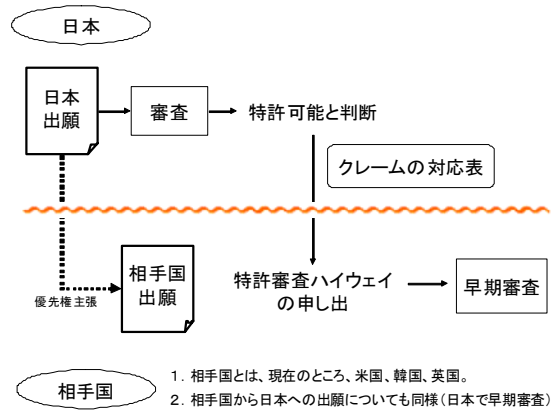 日本
日本
出願
審査
特許可能と判断
クレームの対応表
相手国
出願
優先権主張
特許審査ハイウェイ
の申し出
早期審査
相手国
1．相手国とは、現在のところ、米国、韓国、英国。
2．相手国から日本への出願についても同様（日本で早期審査）